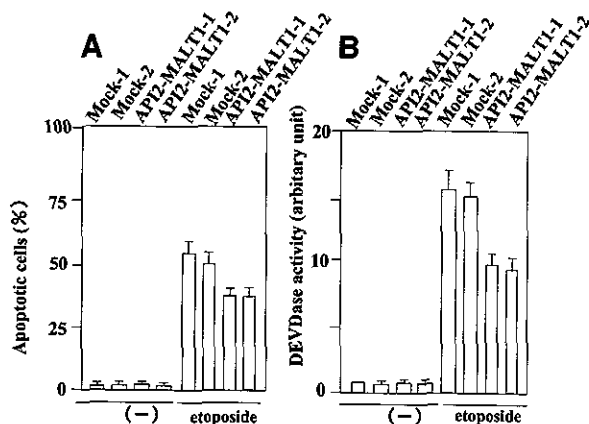 A
Mock-1
Mock-2
API2-MALT1-1
API2-MALT1-2
Mock-1
Mock-2
API2-MALT1-1
API2-MALT1-2
Apoptotic cells (%)
100
75
50
25
0
(-)
etoposide
B
Mock-1
Mock-2
API2-MALT1-1
API2-MALT1-2
Mock-1
Mock-2
API2-MALT1-1
API2-MALT1-2
DEVDase activity (arbitary unit)
20
10
0
(-)
etoposide